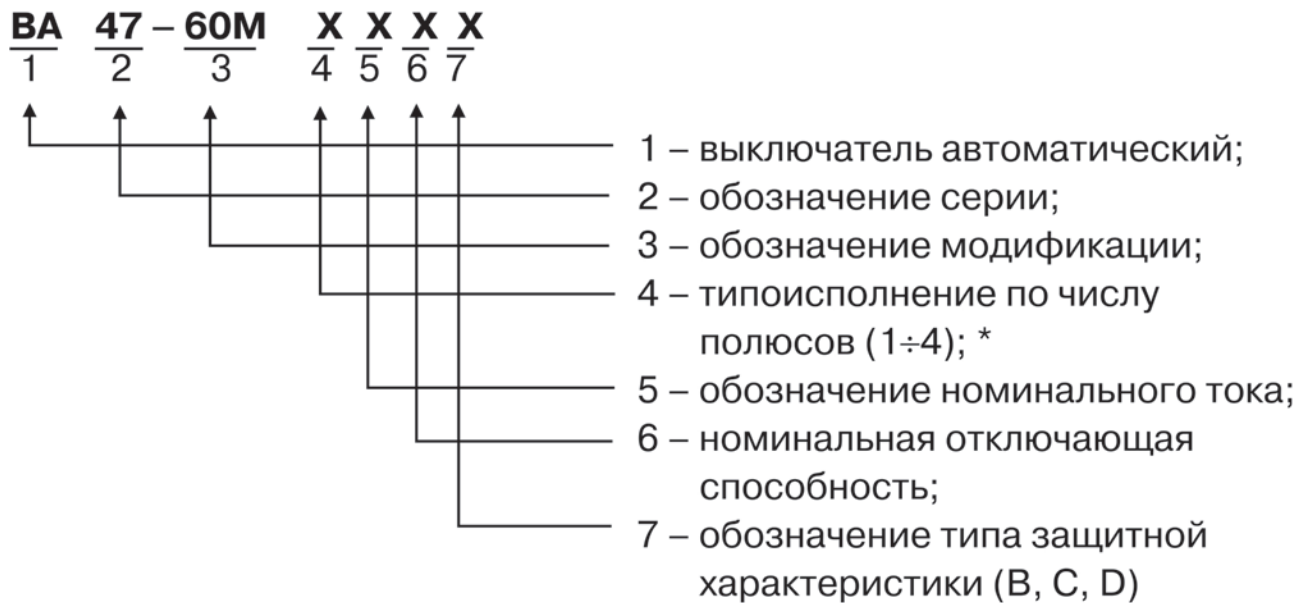 ВА 47 – 60М Х Х Х Х
1 2 3 4 5 6 7
1 – выключатель автоматический;
2 – обозначение серии;
3 – обозначение модификации;
4 – типоисполнение по числу
полюсов (1÷4); *
5 – обозначение номинального тока;
6 – номинальная отключающая
способность;
7 – обозначение типа защитной
характеристики (B, C, D)